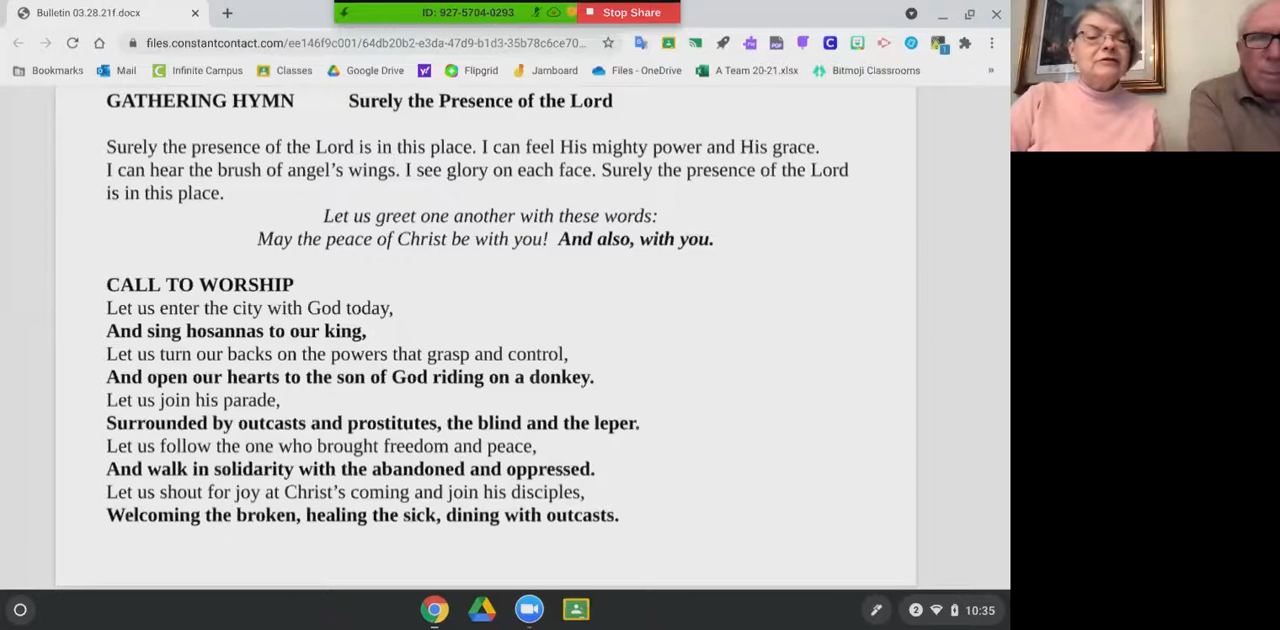 Bulletin 03.28.21f.docx
ID: 927-5704-0293
Stop Share
files.constantcontact.com/ee146f9c001/64db20b2-e3da-47d9-b1d3-35b78c6ce70...
Bookmarks Mail Infinite Campus Classes Google Drive Flipgrid Jamboard Files - OneDrive A Team 20-21.xlsx Bitmoji Classrooms »
GATHERING HYMN Surely the Presence of the Lord
Surely the presence of the Lord is in this place. I can feel His mighty power and His grace.
I can hear the brush of angel’s wings. I see glory on each face. Surely the presence of the Lord
is in this place.
Let us greet one another with these words:
May the peace of Christ be with you! And also, with you.
CALL TO WORSHIP
Let us enter the city with God today,
And sing hosannas to our king,
Let us turn our backs on the powers that grasp and control,
And open our hearts to the son of God riding on a donkey.
Let us join his parade,
Surrounded by outcasts and prostitutes, the blind and the leper.
Let us follow the one who brought freedom and peace,
And walk in solidarity with the abandoned and oppressed.
Let us shout for joy at Christ’s coming and join his disciples,
Welcoming the broken, healing the sick, dining with outcasts.
2 10:35